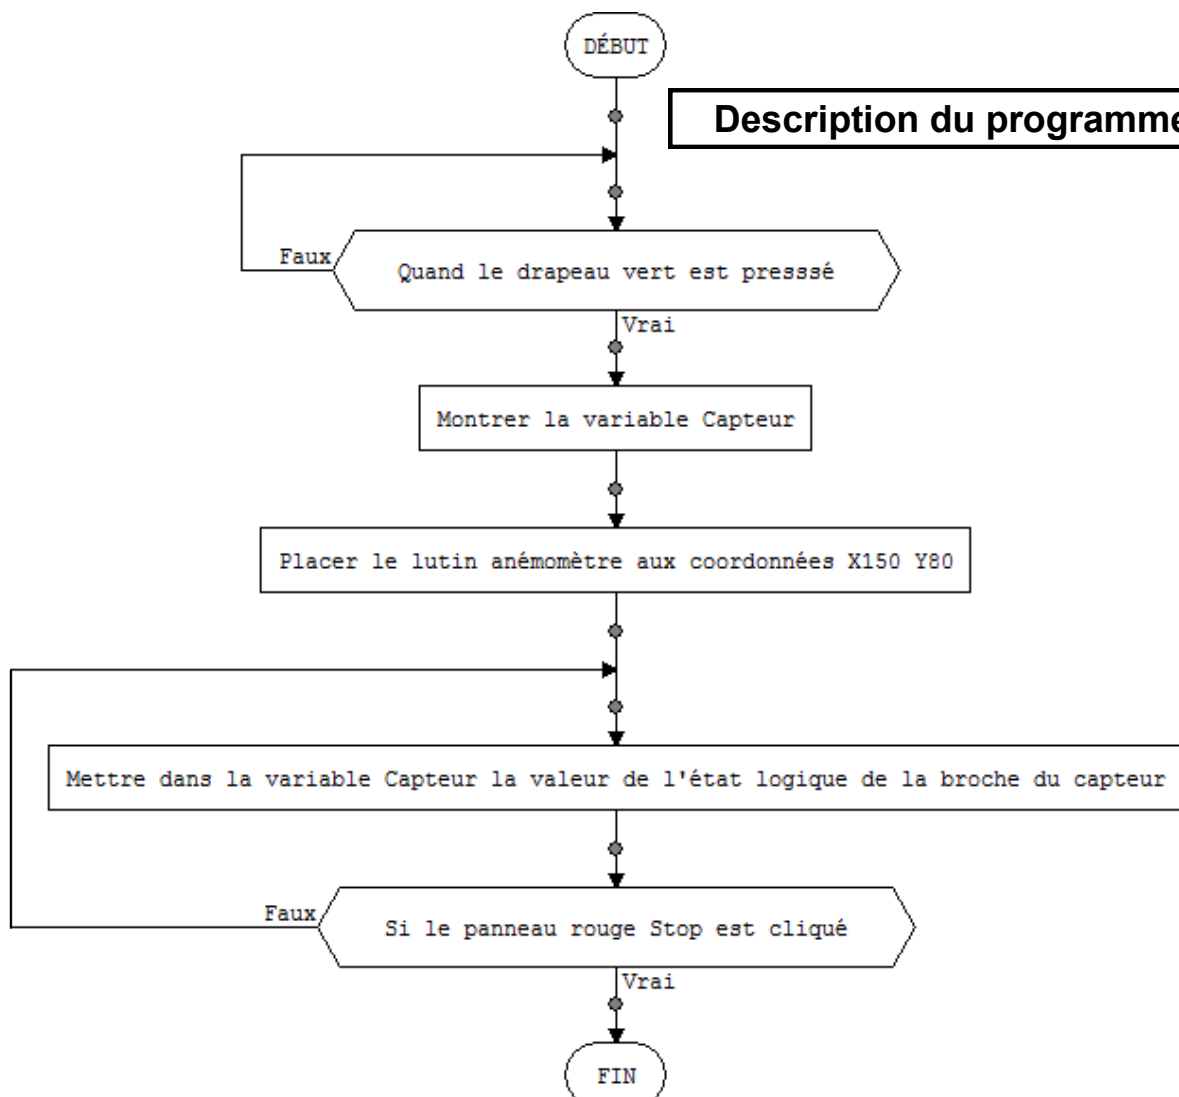 DÉBUT
Description du programme
Faux
Quand le drapeau vert est presssé
Vrai
Montrer la variable Capteur
Placer le lutin anémomètre aux coordonnées X150 Y80
Mettre dans la variable Capteur la valeur de l'état logique de la broche du capteur
Faux
Si le panneau rouge Stop est cliqué
Vrai
FIN